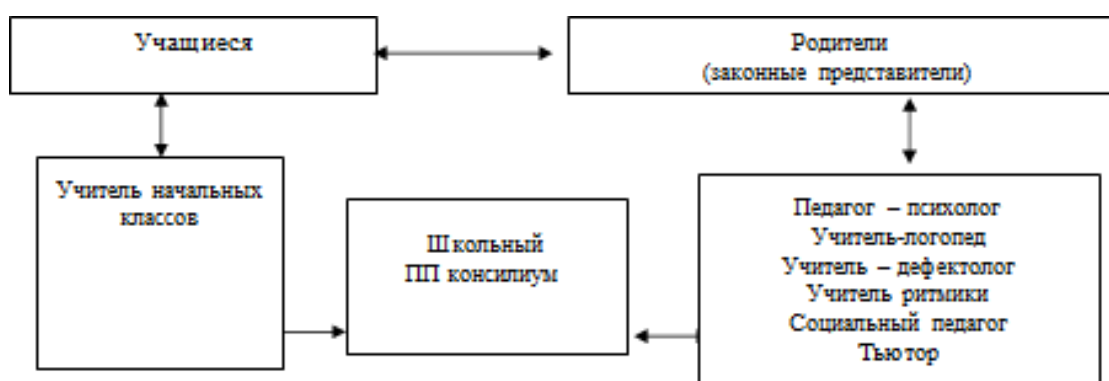 Учащиеся
Родители
(законные представители)
Учитель начальных
классов
Школьный
ПП консилиум
Педагог – психолог
Учитель-логопед
Учитель – дефектолог
Учитель ритмики
Социальный педагог
Тьютор